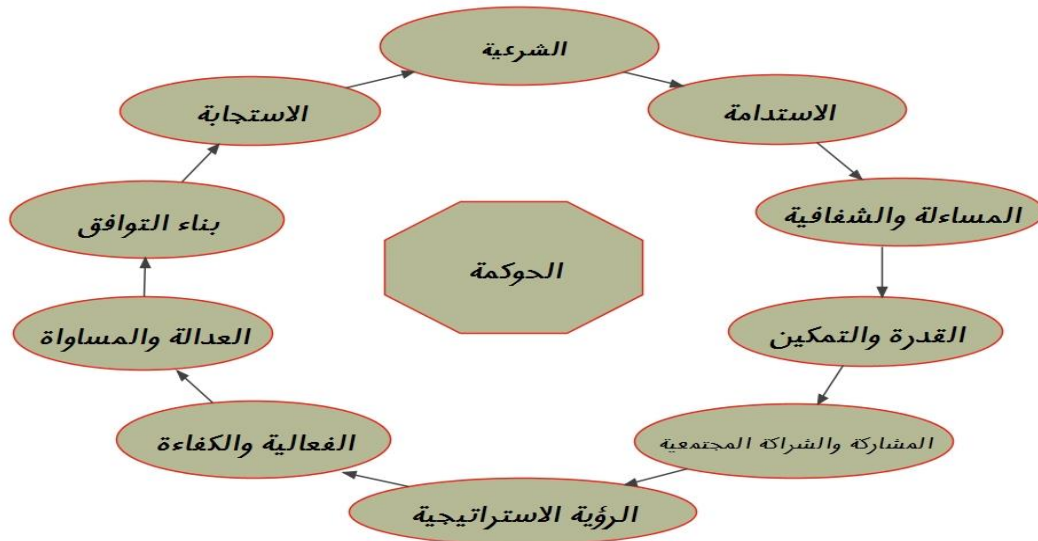 الشرعية
الاستدامة
المساءلة والشفافية
القدرة والتمكين
المشاركة والشراكة المجتمعية
الرؤية الاستراتيجية
الفعالية والكفاءة
العدالة والمساواة
بناء التوافق
الاستجابة
الحوكمة